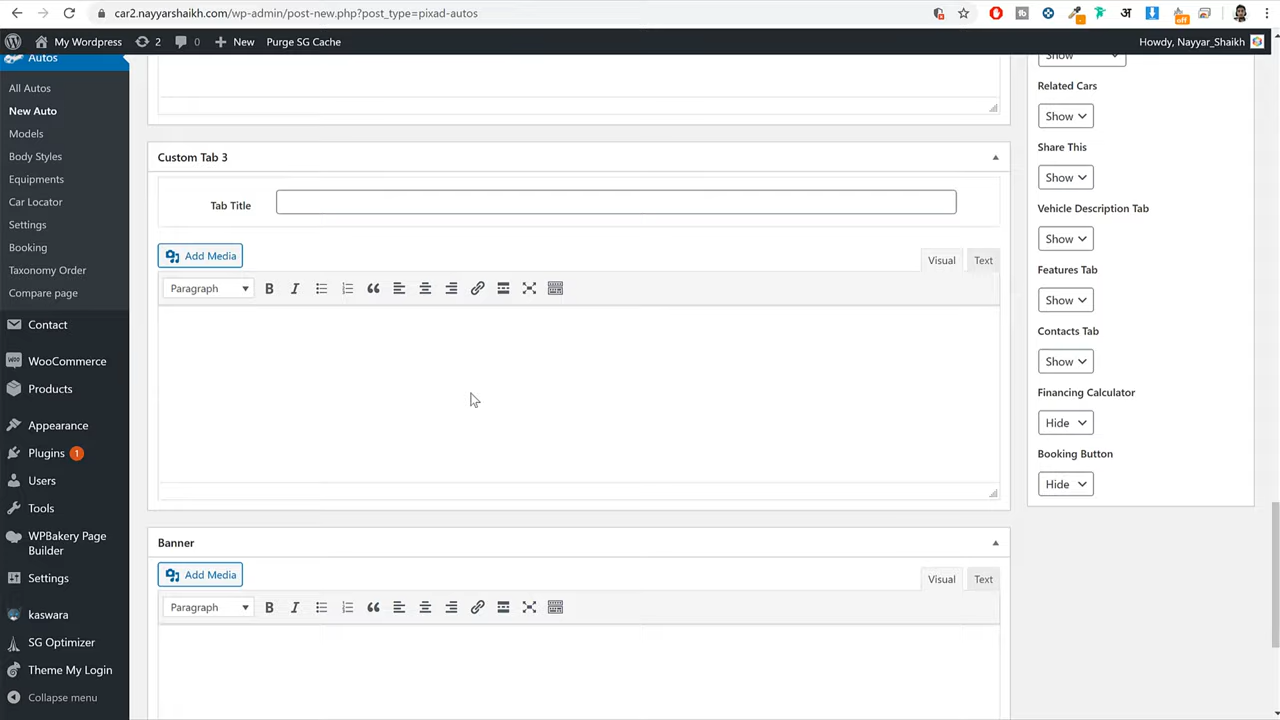 car2.nayyarshaikh.com/wp-admin/post-new.php?post_type=pixad-autos
अ
off
My Wordpress
2
0
New
Purge SG Cache
Howdy, Nayyar_Shaikh
Autos
All Autos
New Auto
Models
Body Styles
Equipments
Car Locator
Settings
Booking
Taxonomy Order
Compare page
Contact
WooCommerce
Products
Appearance
Plugins 1
Users
Tools
WPBakery Page
Builder
Settings
kaswara
SG Optimizer
Theme My Login
Collapse menu
Custom Tab 3
Tab Title
Add Media
Visual
Text
Paragraph
B
I
Banner
Add Media
Visual
Text
Paragraph
B
I
Show
Related Cars
Show
Share This
Show
Vehicle Description Tab
Show
Features Tab
Show
Contacts Tab
Show
Financing Calculator
Hide
Booking Button
Hide